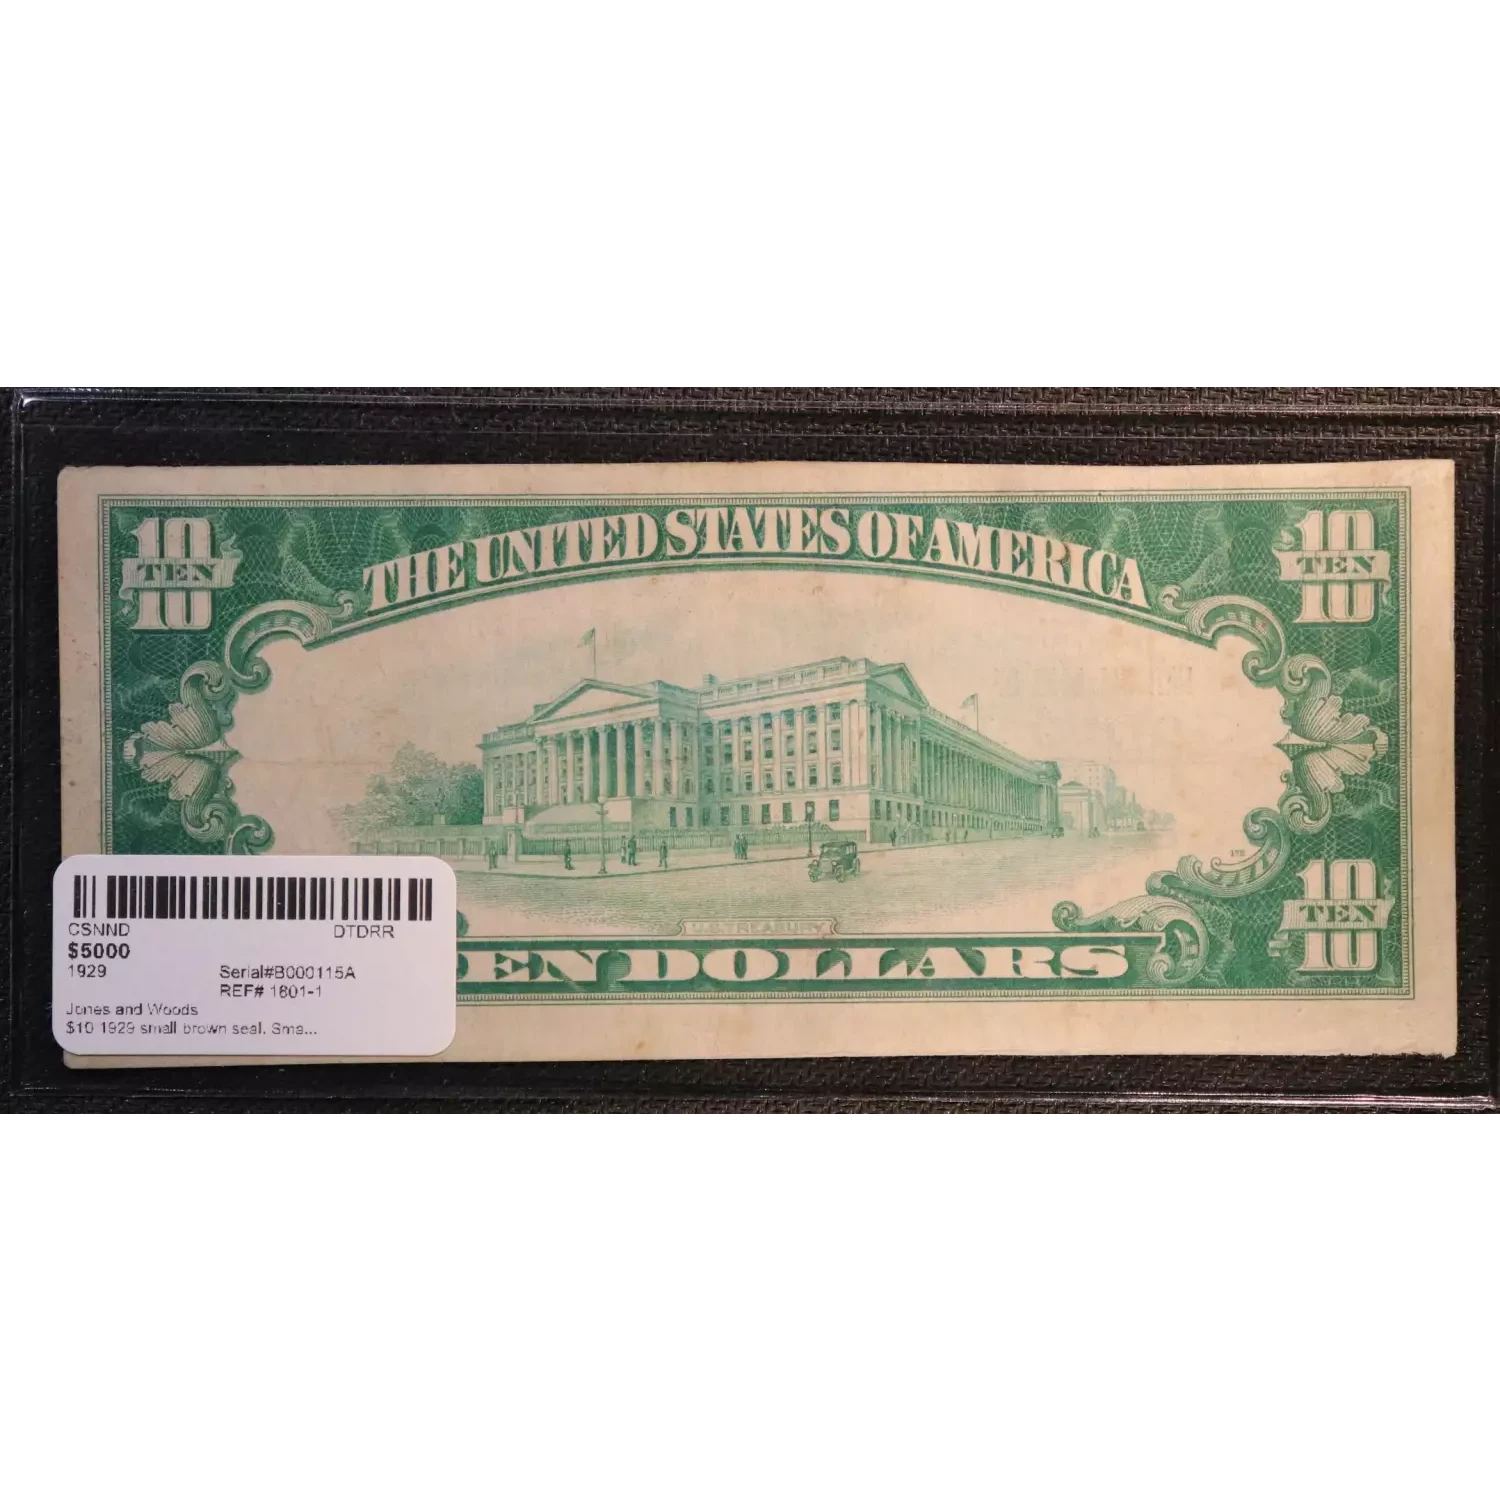 THE UNITED STATES OF AMERICA
10 TEN 10
10 TEN 10
U.S. TREASURY
10 TEN 10
EN DOLLARS
CSNND DTDRR
$5000
1929 Serial#B000115A
REF# 1801-1
Jones and Woods
$10 1929 small brown seal. Sma...